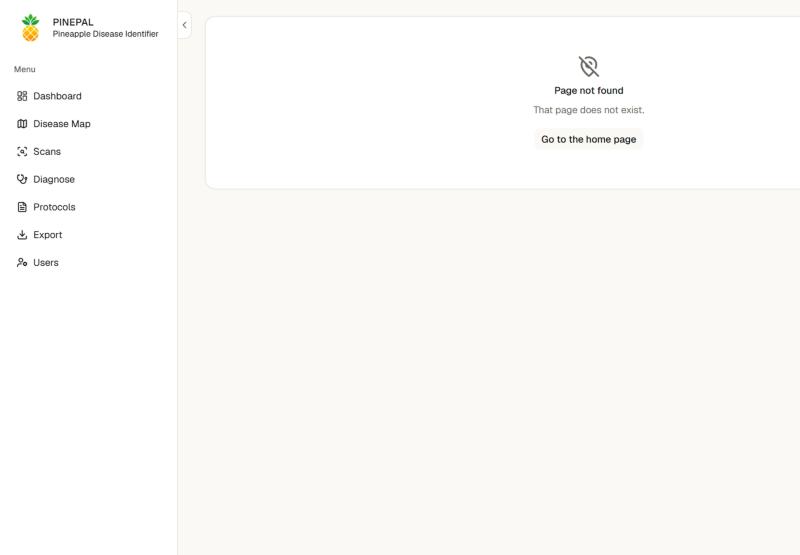 PINEPAL
Pineapple Disease Identifier
Menu
Dashboard
Disease Map
Scans
Diagnose
Protocols
Export
Users
Page not found
That page does not exist.
Go to the home page